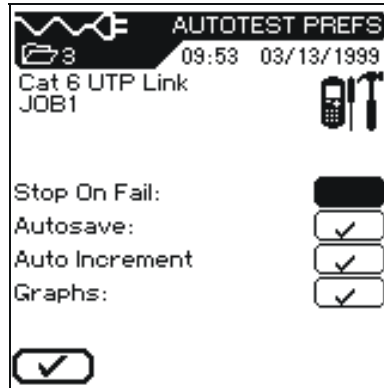 AUTOTEST PREFS
3 09:53 03/13/1999
Cat 6 UTP Link
JOB1
Stop On Fail:
Autosave:
Auto Increment
Graphs: